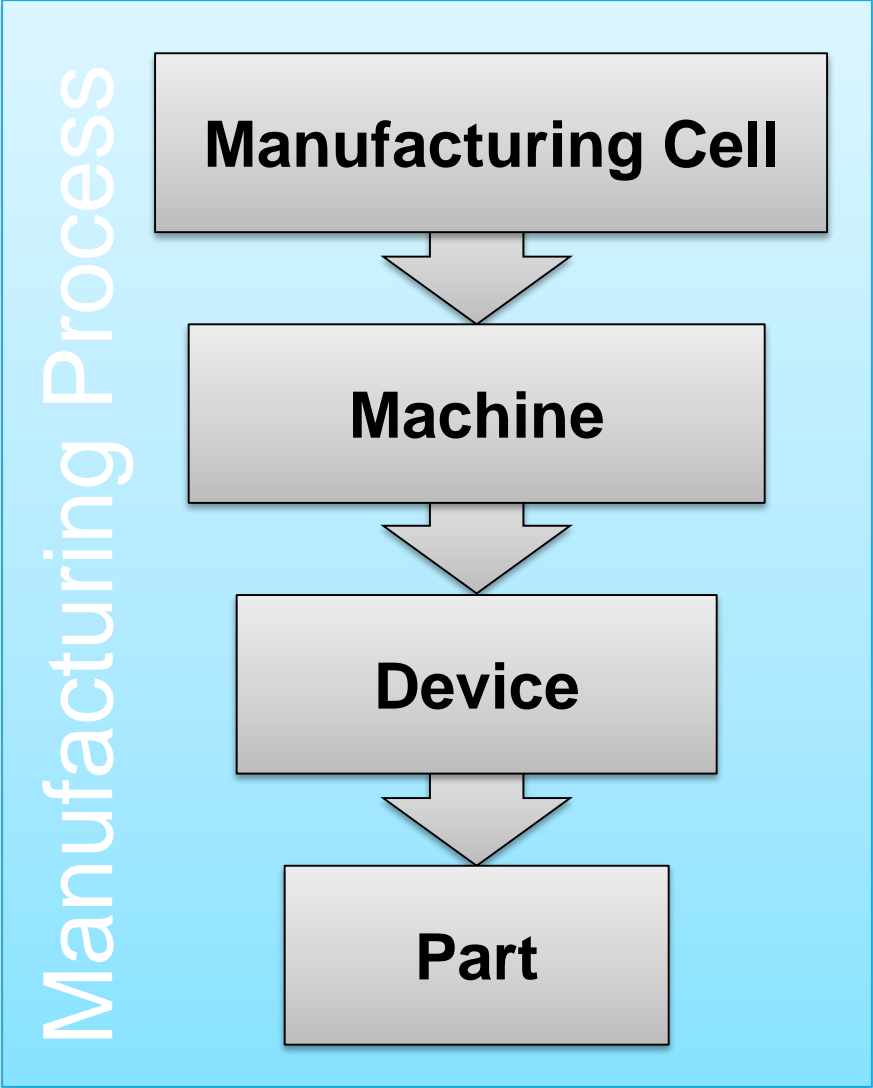 Manufacturing Process
Manufacturing Cell
Machine
Device
Part